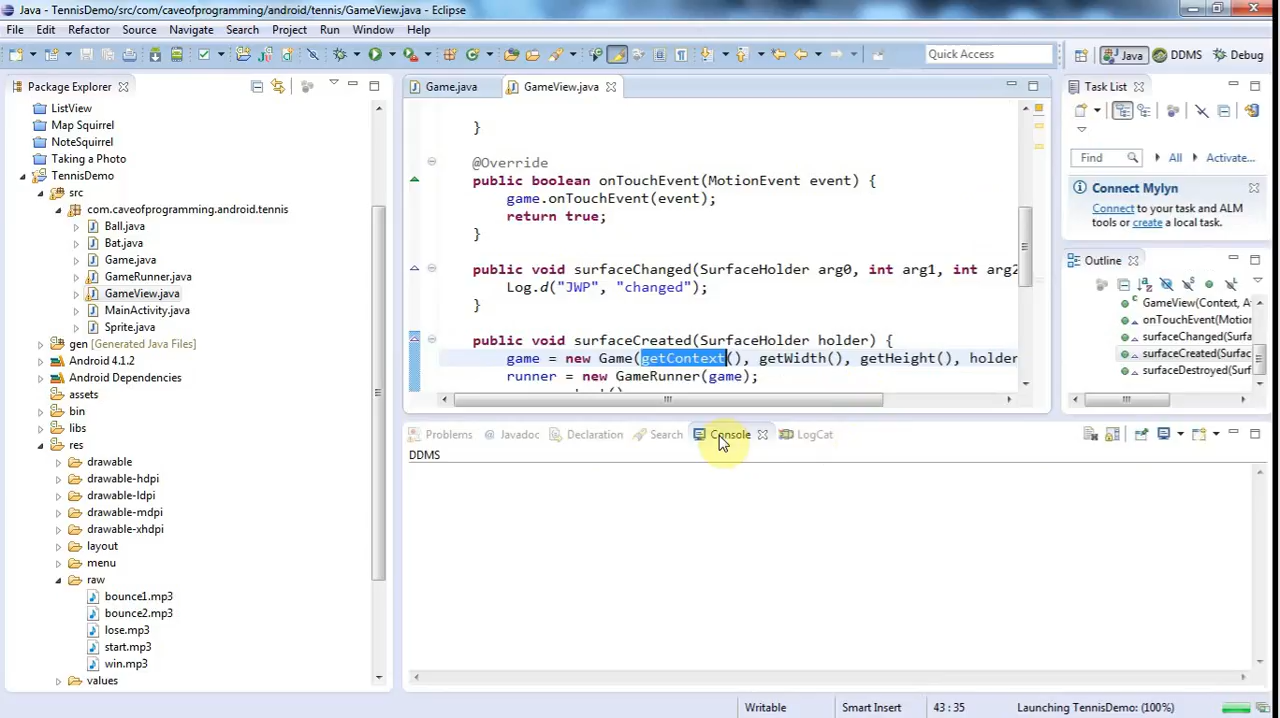 Java - TennisDemo/src/com/caveofprogramming/android/tennis/GameView.java - Eclipse
File Edit Refactor Source Navigate Search Project Run Window Help
Quick Access
Java
DDMS
Debug
Package Explorer
ListView
Map Squirrel
NoteSquirrel
Taking a Photo
TennisDemo
src
com.caveofprogramming.android.tennis
Ball.java
Bat.java
Game.java
GameRunner.java
GameView.java
MainActivity.java
Sprite.java
gen [Generated Java Files]
Android 4.1.2
Android Dependencies
assets
bin
libs
res
drawable
drawable-hdpi
drawable-ldpi
drawable-mdpi
drawable-xhdpi
layout
menu
raw
bounce1.mp3
bounce2.mp3
lose.mp3
start.mp3
win.mp3
values
Game.java
GameView.java
}
@Override
public boolean onTouchEvent(MotionEvent event) {
game.onTouchEvent(event);
return true;
}
public void surfaceChanged(SurfaceHolder arg0, int arg1, int arg2
Log.d("JWP", "changed");
}
public void surfaceCreated(SurfaceHolder holder) {
game = new Game(getContext(), getWidth(), getHeight(), holder
runner = new GameRunner(game);
Task List
Find
All
Activate...
Connect Mylyn
Connect to your task and ALM
tools or create a local task.
Outline
GameView(Context, A
onTouchEvent(Motion
surfaceChanged(Surfa
surfaceCreated(Surfac
surfaceDestroyed(Surf
Problems
Javadoc
Declaration
Search
Console
LogCat
DDMS
Writable
Smart Insert
43 : 35
Launching TennisDemo: (100%)